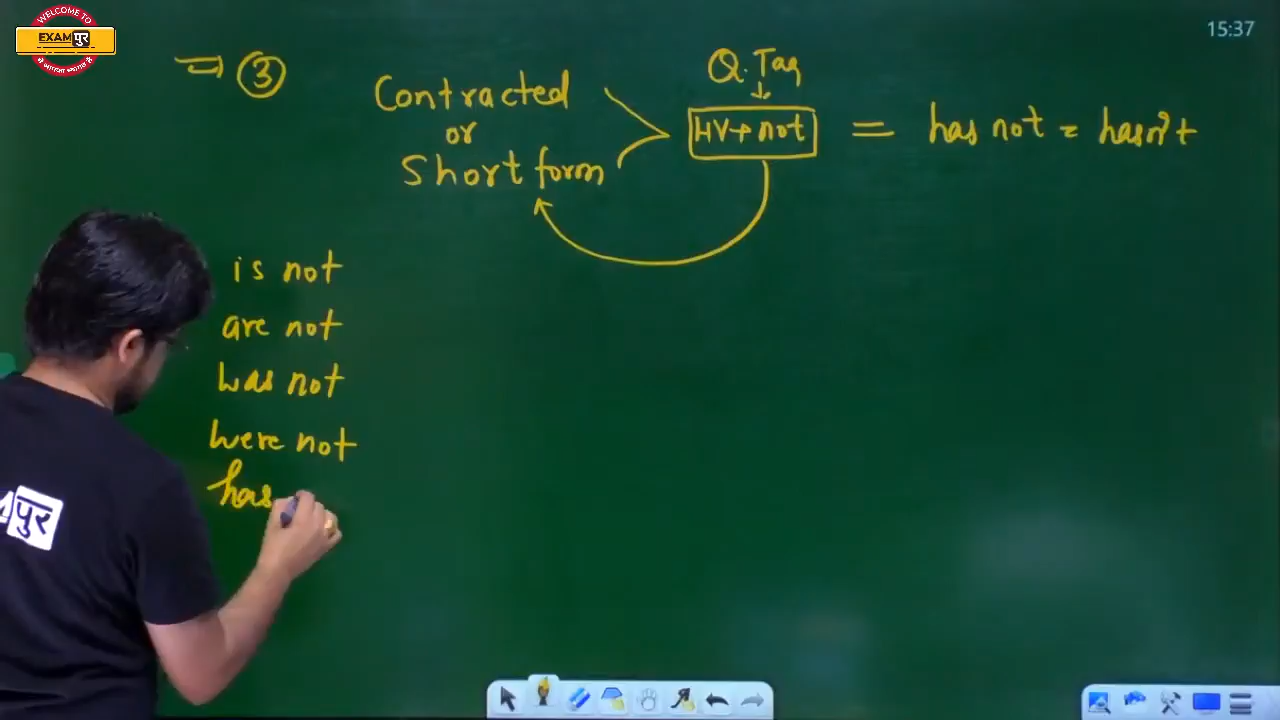 WELCOME TO
EXAMपुर
15:37
⇒ ③
Contracted
or
Short form
Q. Tag
↓
HV + not
= has not = hasn't
is not
are not
was not
were not
has
पुर